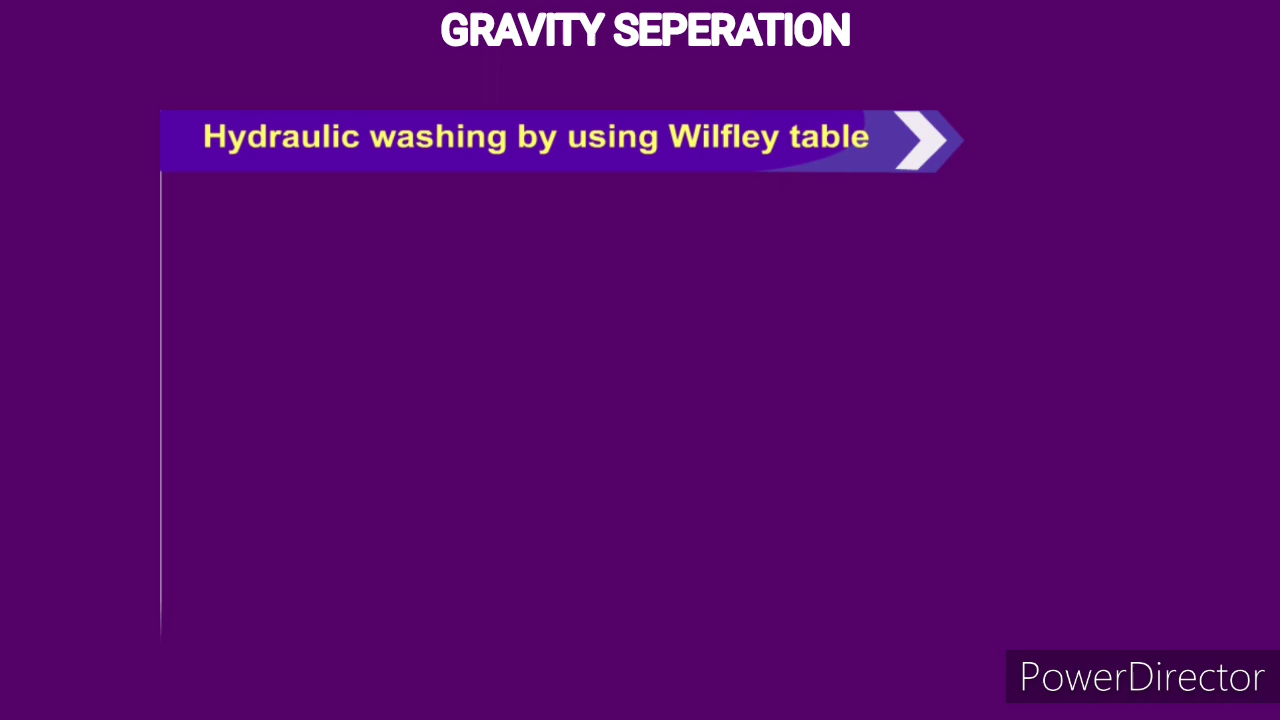 GRAVITY SEPERATION
Hydraulic washing by using Wilfley table
PowerDirector